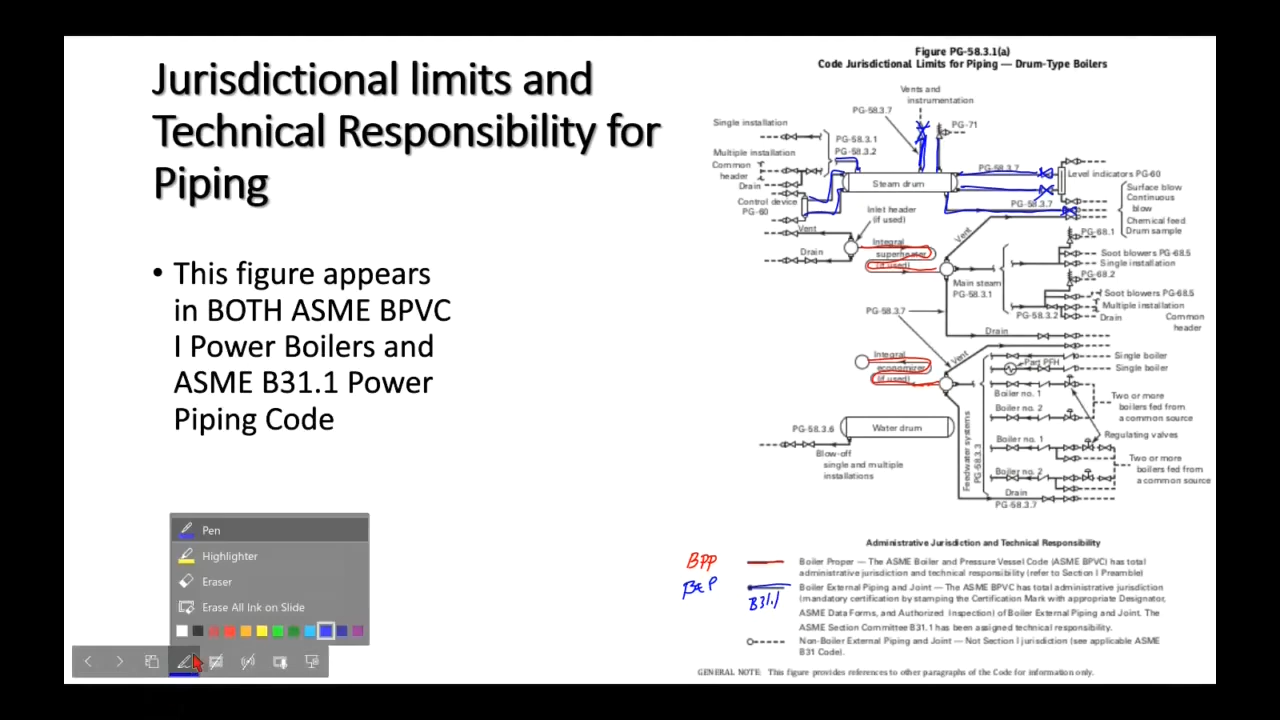 Jurisdictional limits and
Technical Responsibility for
Piping
• This figure appears
in BOTH ASME BPVC
I Power Boilers and
ASME B31.1 Power
Piping Code
Pen
Highlighter
Eraser
Erase All Ink on Slide
Figure PG-58.3.1(a)
Code Jurisdictional Limits for Piping — Drum-Type Boilers
Vents and
instrumentation
PG-58.3.7
PG-71
Single installation
PG-58.3.1
PG-58.3.2
Multiple installation
Common
header
Drain
Control device
PG-60
Steam drum
PG-58.3.7
Level indicators PG-60
PG-58.3.7
Surface blow
Continuous
blow
Chemical feed
Drum sample
Vent
Drain
Inlet header
(if used)
Integral
superheater
(if used)
Vent
Main steam
PG-58.3.1
PG-68.1
Soot blowers PG-68.5
Single installation
PG-68.2
Soot blowers PG-68.5
Multiple installation
PG-58.3.2
Drain
Common
header
PG-58.3.7
Drain
Integral
economizer
(if used)
Vent
Part PFH
Single boiler
Single boiler
Boiler no. 1
Boiler no. 2
Two or more
boilers fed from
a common source
Regulating valves
Boiler no. 1
Boiler no. 2
Two or more
boilers fed from
a common source
Feedwater systems
PG-58.3.3
Water drum
PG-58.3.6
Blow-off
single and multiple
installations
Drain
PG-58.3.7
Administrative Jurisdiction and Technical Responsibility
BPP
Boiler Proper — The ASME Boiler and Pressure Vessel Code (ASME BPVC) has total
administrative jurisdiction and technical responsibility (refer to Section I Preamble)
BEP
B31.1
Boiler External Piping and Joint — The ASME BPVC has total administrative jurisdiction
(mandatory certification by stamping the Certification Mark with appropriate Designator,
ASME Data Forms, and Authorized Inspection) of Boiler External Piping and Joint. The
ASME Section Committee B31.1 has been assigned technical responsibility.
Non-Boiler External Piping and Joint — Not Section I jurisdiction (see applicable ASME
B31 Code).
GENERAL NOTE: This figure provides references to other paragraphs of the Code for information only.